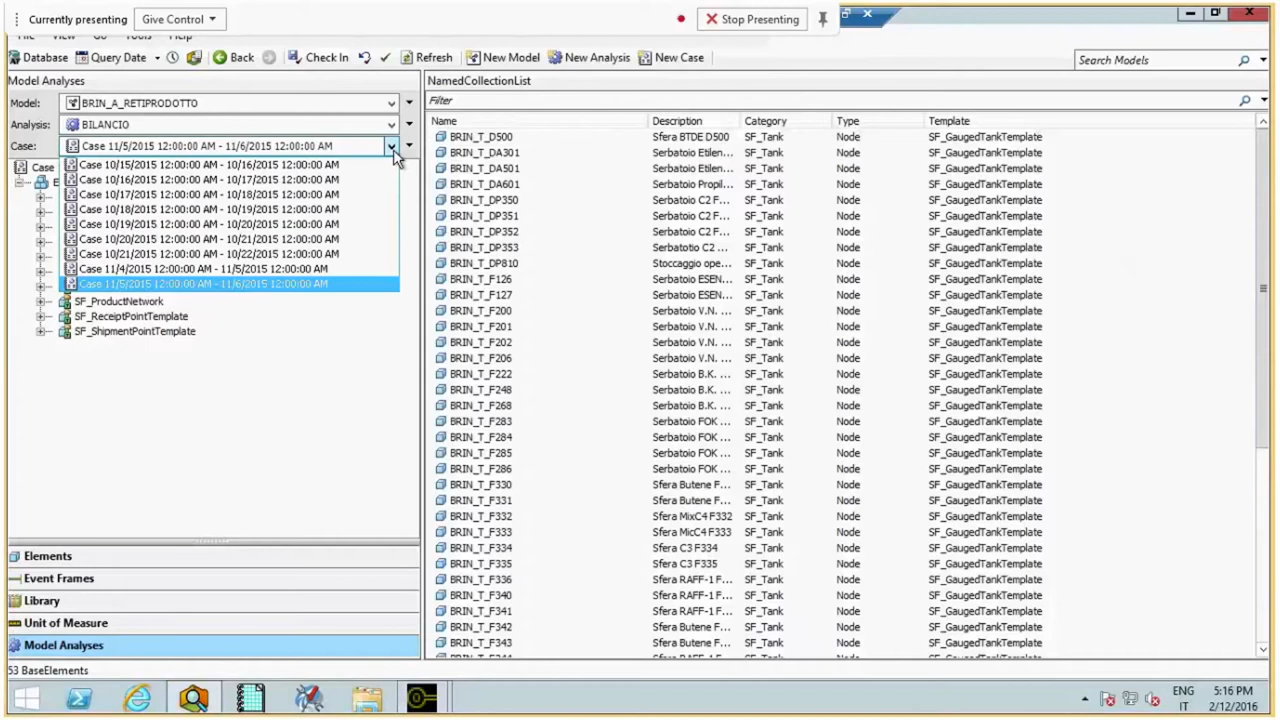 Currently presenting Give Control Stop Presenting
File View Go Tools Help
Database Query Date Back Check In Refresh New Model New Analysis New Case Search Models
Model Analyses
NamedCollectionList
Model: BRIN_A_RETIPRODOTTO
Filter
Analysis: BILANCIO
Name Description Category Type Template
Case: Case 11/5/2015 12:00:00 AM - 11/6/2015 12:00:00 AM
Case
Case 10/15/2015 12:00:00 AM - 10/16/2015 12:00:00 AM
Case 10/16/2015 12:00:00 AM - 10/17/2015 12:00:00 AM
Case 10/17/2015 12:00:00 AM - 10/18/2015 12:00:00 AM
Case 10/18/2015 12:00:00 AM - 10/19/2015 12:00:00 AM
Case 10/19/2015 12:00:00 AM - 10/20/2015 12:00:00 AM
Case 10/20/2015 12:00:00 AM - 10/21/2015 12:00:00 AM
Case 10/21/2015 12:00:00 AM - 10/22/2015 12:00:00 AM
Case 11/4/2015 12:00:00 AM - 11/5/2015 12:00:00 AM
Case 11/5/2015 12:00:00 AM - 11/6/2015 12:00:00 AM
SF_ProductNetwork
SF_ReceiptPointTemplate
SF_ShipmentPointTemplate
BRIN_T_D500 Sfera BTDE D500 SF_Tank Node SF_GaugedTankTemplate
BRIN_T_DA301 Serbatoio Etilen... SF_Tank Node SF_GaugedTankTemplate
BRIN_T_DA501 Serbatoio Etilen... SF_Tank Node SF_GaugedTankTemplate
BRIN_T_DA601 Serbatoio Propil... SF_Tank Node SF_GaugedTankTemplate
BRIN_T_DP350 Serbatoio C2 F... SF_Tank Node SF_GaugedTankTemplate
BRIN_T_DP351 Serbatoio C2 F... SF_Tank Node SF_GaugedTankTemplate
BRIN_T_DP352 Serbatoio C2 F... SF_Tank Node SF_GaugedTankTemplate
BRIN_T_DP353 Serbatotio C2 ... SF_Tank Node SF_GaugedTankTemplate
BRIN_T_DP810 Stoccaggio ope... SF_Tank Node SF_GaugedTankTemplate
BRIN_T_F126 Serbatoio ESEN... SF_Tank Node SF_GaugedTankTemplate
BRIN_T_F127 Serbatoio ESEN... SF_Tank Node SF_GaugedTankTemplate
BRIN_T_F200 Serbatoio V.N. ... SF_Tank Node SF_GaugedTankTemplate
BRIN_T_F201 Serbatoio V.N. ... SF_Tank Node SF_GaugedTankTemplate
BRIN_T_F202 Serbatoio V.N. ... SF_Tank Node SF_GaugedTankTemplate
BRIN_T_F206 Serbatoio V.N. ... SF_Tank Node SF_GaugedTankTemplate
BRIN_T_F222 Serbatoio B.K. ... SF_Tank Node SF_GaugedTankTemplate
BRIN_T_F248 Serbatoio B.K. ... SF_Tank Node SF_GaugedTankTemplate
BRIN_T_F268 Serbatoio B.K. ... SF_Tank Node SF_GaugedTankTemplate
BRIN_T_F283 Serbatoio FOK ... SF_Tank Node SF_GaugedTankTemplate
BRIN_T_F284 Serbatoio FOK ... SF_Tank Node SF_GaugedTankTemplate
BRIN_T_F285 Serbatoio FOK ... SF_Tank Node SF_GaugedTankTemplate
BRIN_T_F286 Serbatoio FOK ... SF_Tank Node SF_GaugedTankTemplate
BRIN_T_F330 Sfera Butene F... SF_Tank Node SF_GaugedTankTemplate
BRIN_T_F331 Sfera Butene F... SF_Tank Node SF_GaugedTankTemplate
BRIN_T_F332 Sfera MixC4 F332 SF_Tank Node SF_GaugedTankTemplate
BRIN_T_F333 Sfera MicC4 F333 SF_Tank Node SF_GaugedTankTemplate
BRIN_T_F334 Sfera C3 F334 SF_Tank Node SF_GaugedTankTemplate
BRIN_T_F335 Sfera C3 F335 SF_Tank Node SF_GaugedTankTemplate
BRIN_T_F336 Sfera RAFF-1 F... SF_Tank Node SF_GaugedTankTemplate
BRIN_T_F340 Sfera RAFF-1 F... SF_Tank Node SF_GaugedTankTemplate
BRIN_T_F341 Sfera RAFF-1 F... SF_Tank Node SF_GaugedTankTemplate
BRIN_T_F342 Sfera Butene F... SF_Tank Node SF_GaugedTankTemplate
BRIN_T_F343 Sfera Butene F... SF_Tank Node SF_GaugedTankTemplate
Elements
Event Frames
Library
Unit of Measure
Model Analyses
53 BaseElements
ENG 5:16 PM
IT 2/12/2016